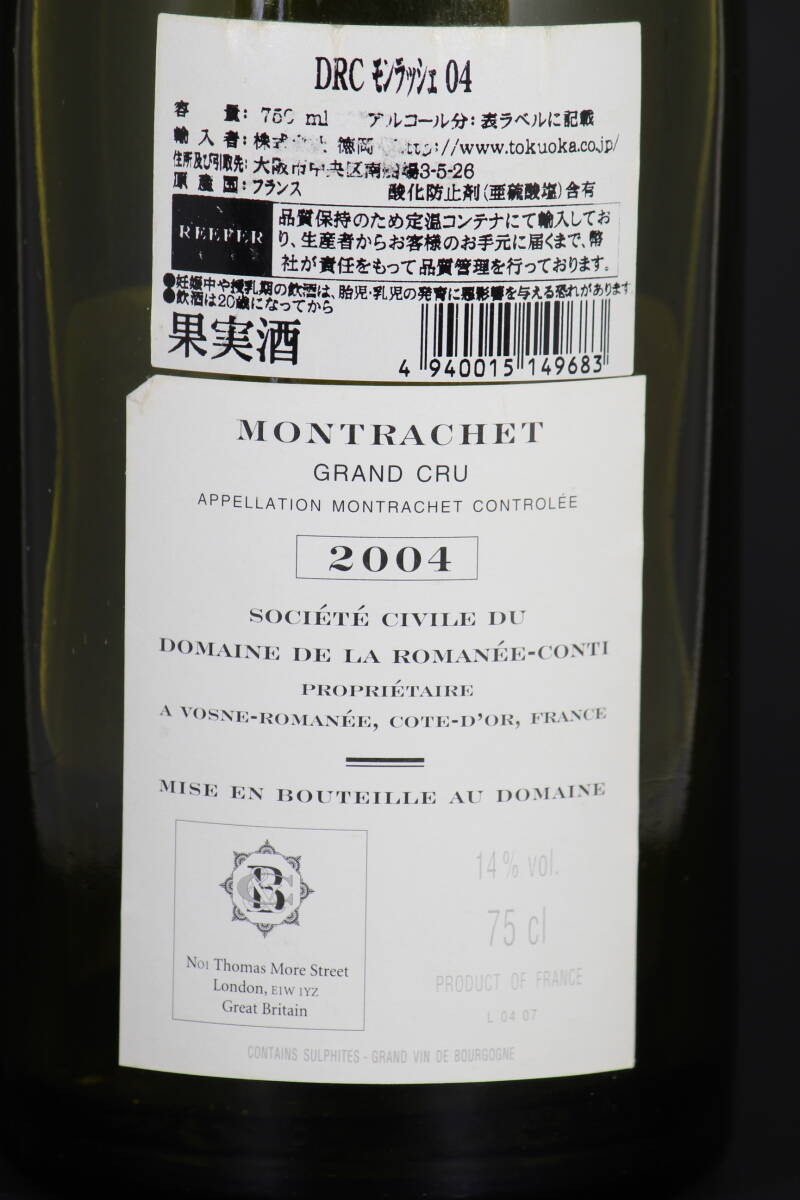 DRC モンラッシェ 04
容 量: 750 ml アルコール分:表ラベルに記載
輸 入 者: 株式会社 徳岡 http://www.tokuoka.co.jp/
住所及び引取先: 大阪市中央区南船場3-5-26
原 産 国: フランス 酸化防止剤(亜硫酸塩)含有
REEFER
品質保持のため定温コンテナにて輸入してお
り、生産者からお客様のお手元に届くまで、弊
社が責任をもって品質管理を行っております。
●妊娠中や授乳期の飲酒は、胎児・乳児の発育に悪影響を与える恐れがあります。
●飲酒は20歳になってから
果実酒
4 940015 149683
MONTRACHET
GRAND CRU
APPELLATION MONTRACHET CONTROLÉE
2004
SOCIÉTÉ CIVILE DU
DOMAINE DE LA ROMANÉE-CONTI
PROPRIÉTAIRE
A VOSNE-ROMANÉE, COTE-D'OR, FRANCE
MISE EN BOUTEILLE AU DOMAINE
No1 Thomas More Street
London, E1W 1YZ
Great Britain
14% vol.
75 cl
PRODUCT OF FRANCE
L 04 07
CONTAINS SULPHITES - GRAND VIN DE BOURGOGNE